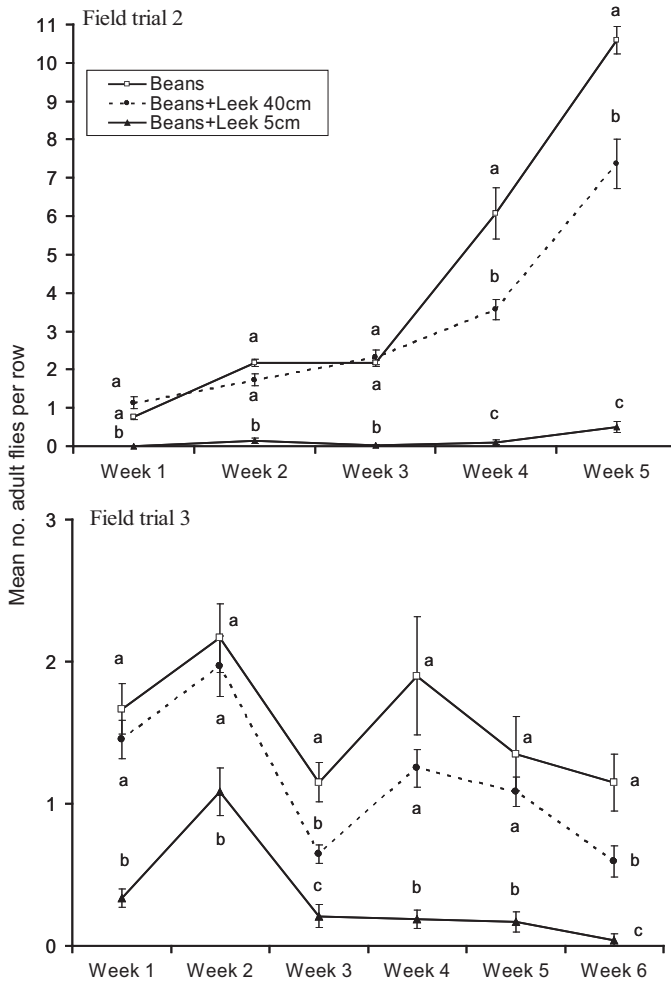 Field trial 2
11
10
9
8
7
6
5
4
3
2
1
0
Beans
Beans+Leek 40cm
Beans+Leek 5cm
a
a
b
a
a
b
a
a
b
a
b
c
a
b
c
Week 1 Week 2 Week 3 Week 4 Week 5
Mean no. adult flies per row
Field trial 3
3
2
1
0
a
a
b
a
a
b
a
b
c
a
a
b
a
a
b
a
b
c
Week 1 Week 2 Week 3 Week 4 Week 5 Week 6